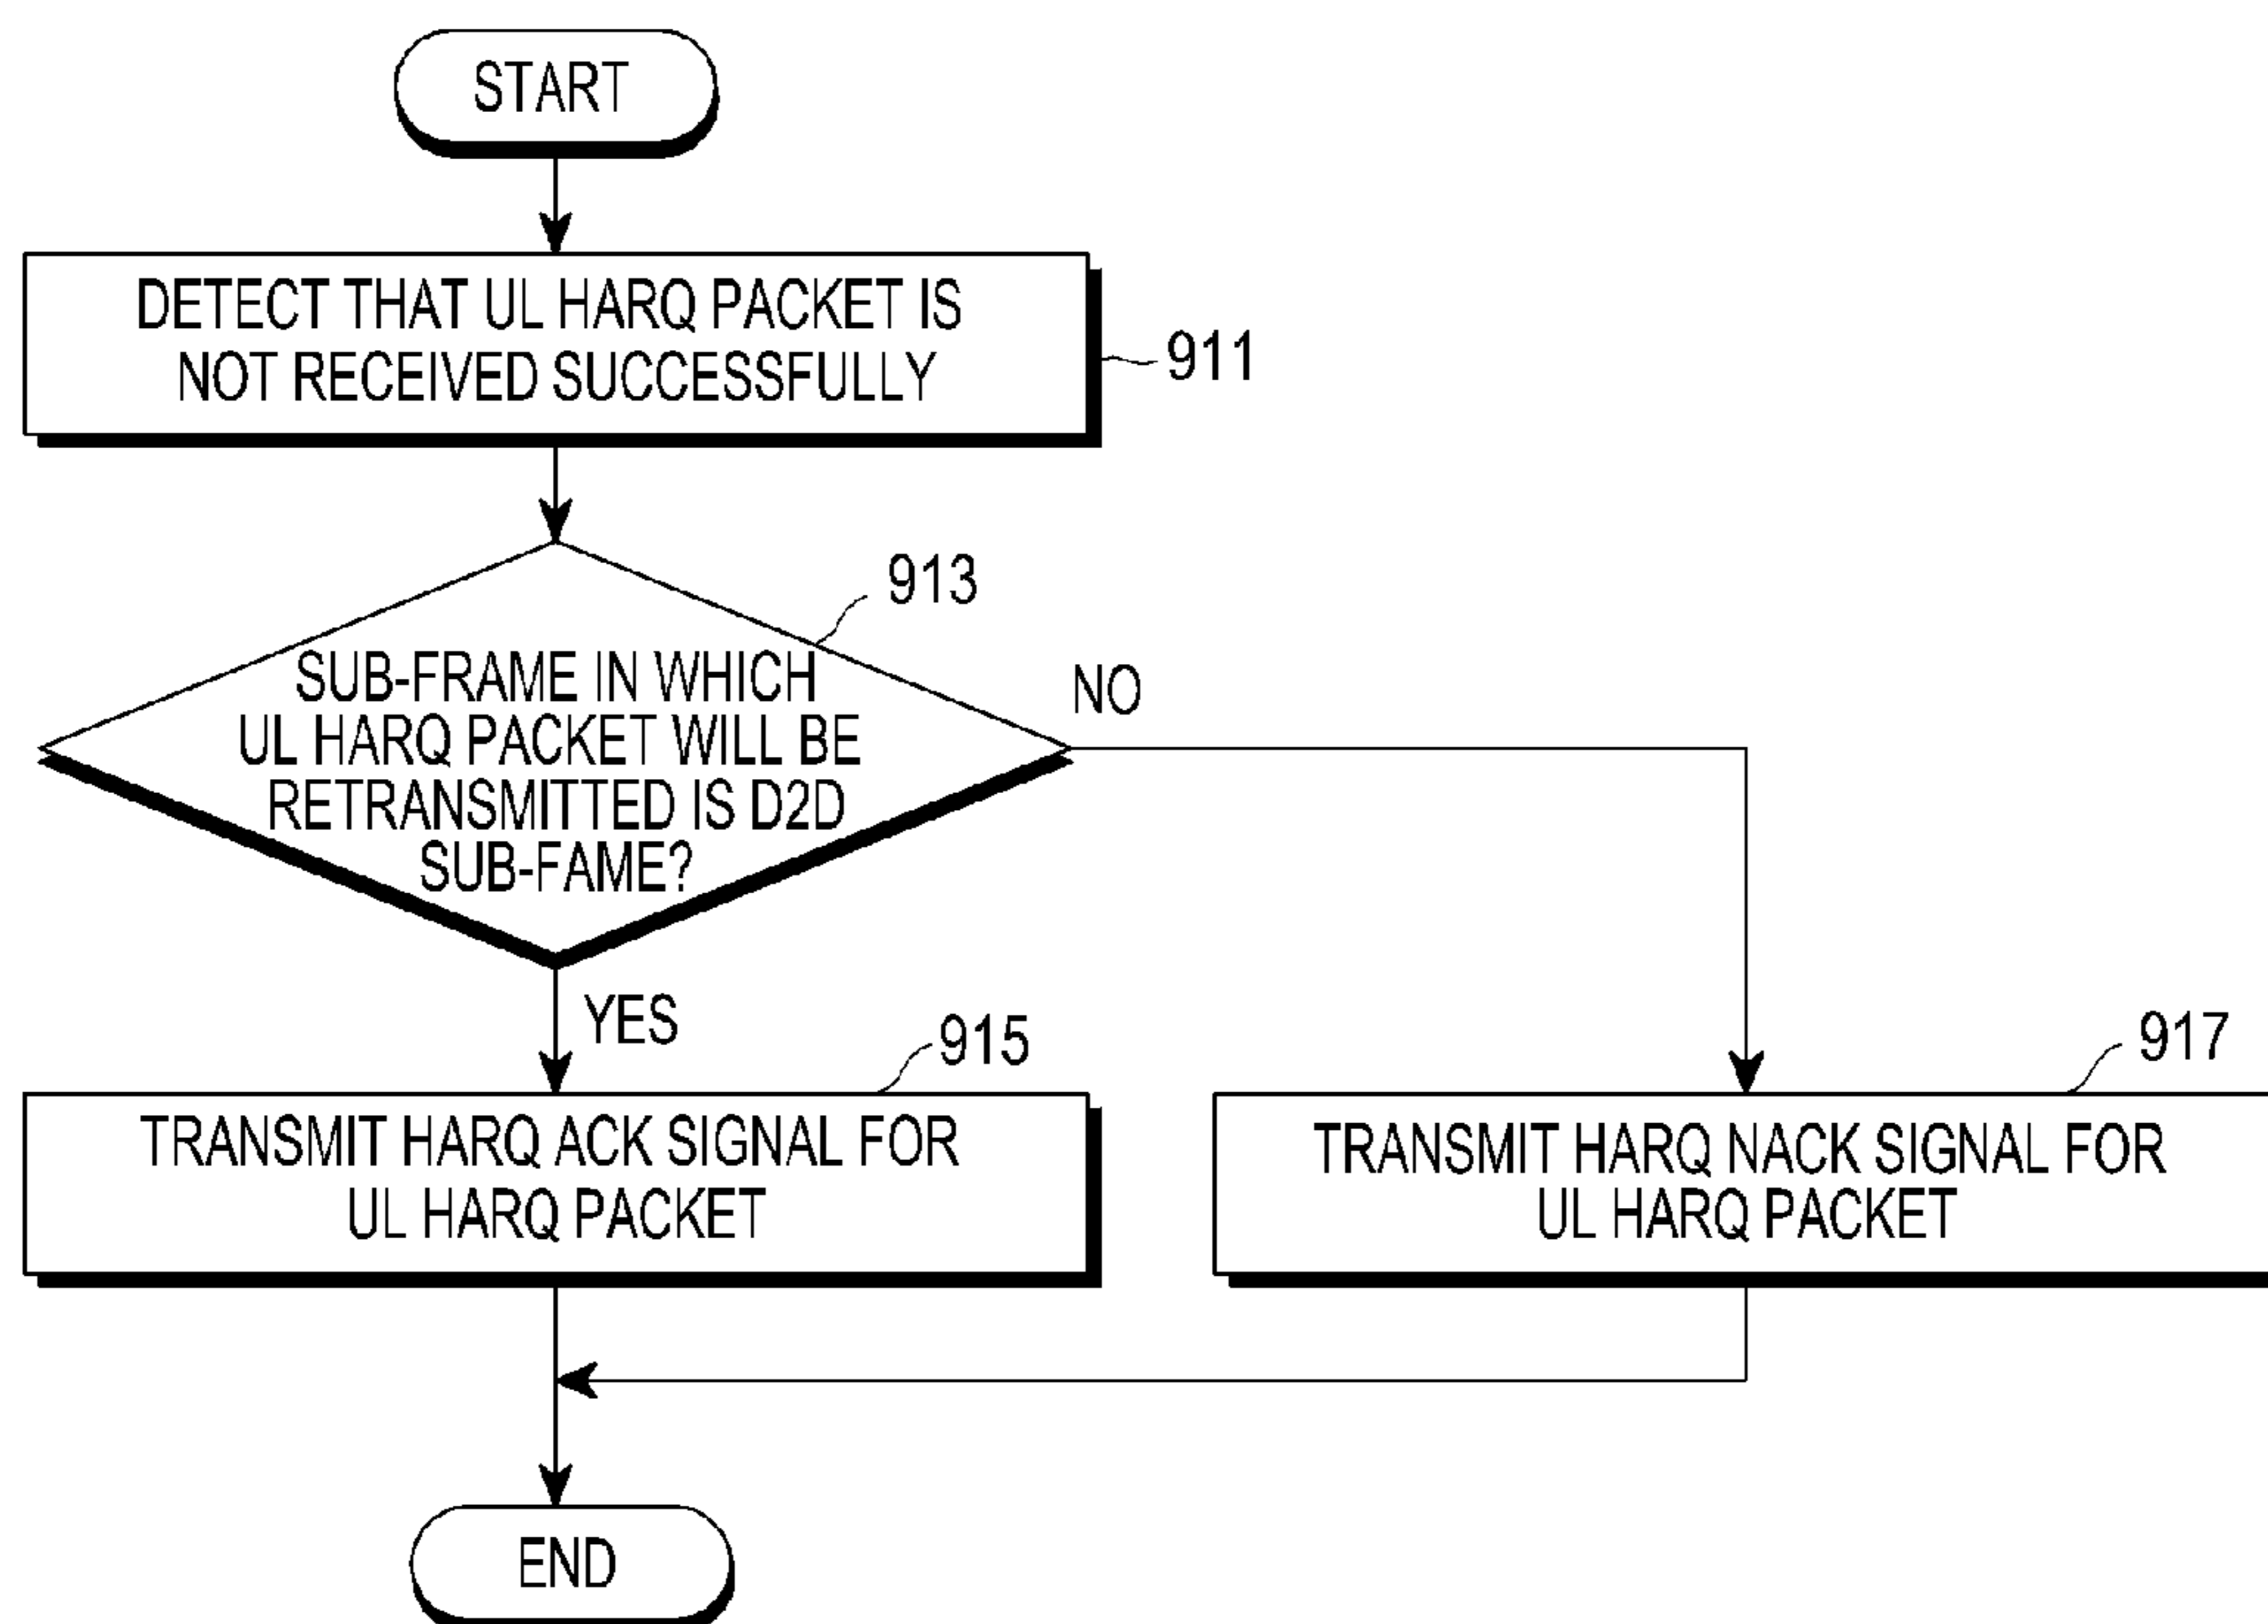 START
DETECT THAT UL HARQ PACKET IS
NOT RECEIVED SUCCESSFULLY
911
913
SUB-FRAME IN WHICH
UL HARQ PACKET WILL BE
RETRANSMITTED IS D2D
SUB-FAME?
NO
YES
915
TRANSMIT HARQ ACK SIGNAL FOR
UL HARQ PACKET
917
TRANSMIT HARQ NACK SIGNAL FOR
UL HARQ PACKET
END